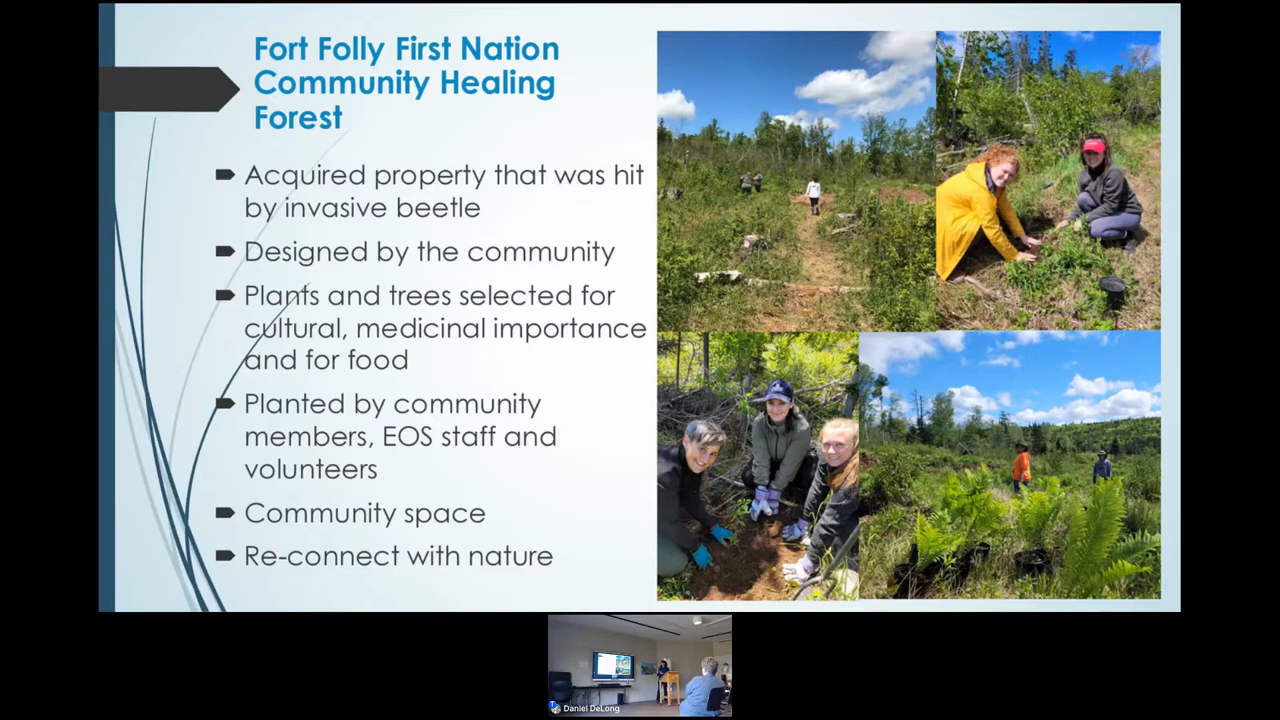 Fort Folly First Nation
Community Healing
Forest
Acquired property that was hit
by invasive beetle
Designed by the community
Plants and trees selected for
cultural, medicinal importance
and for food
Planted by community
members, EOS staff and
volunteers
Community space
Re-connect with nature
Daniel DeLong